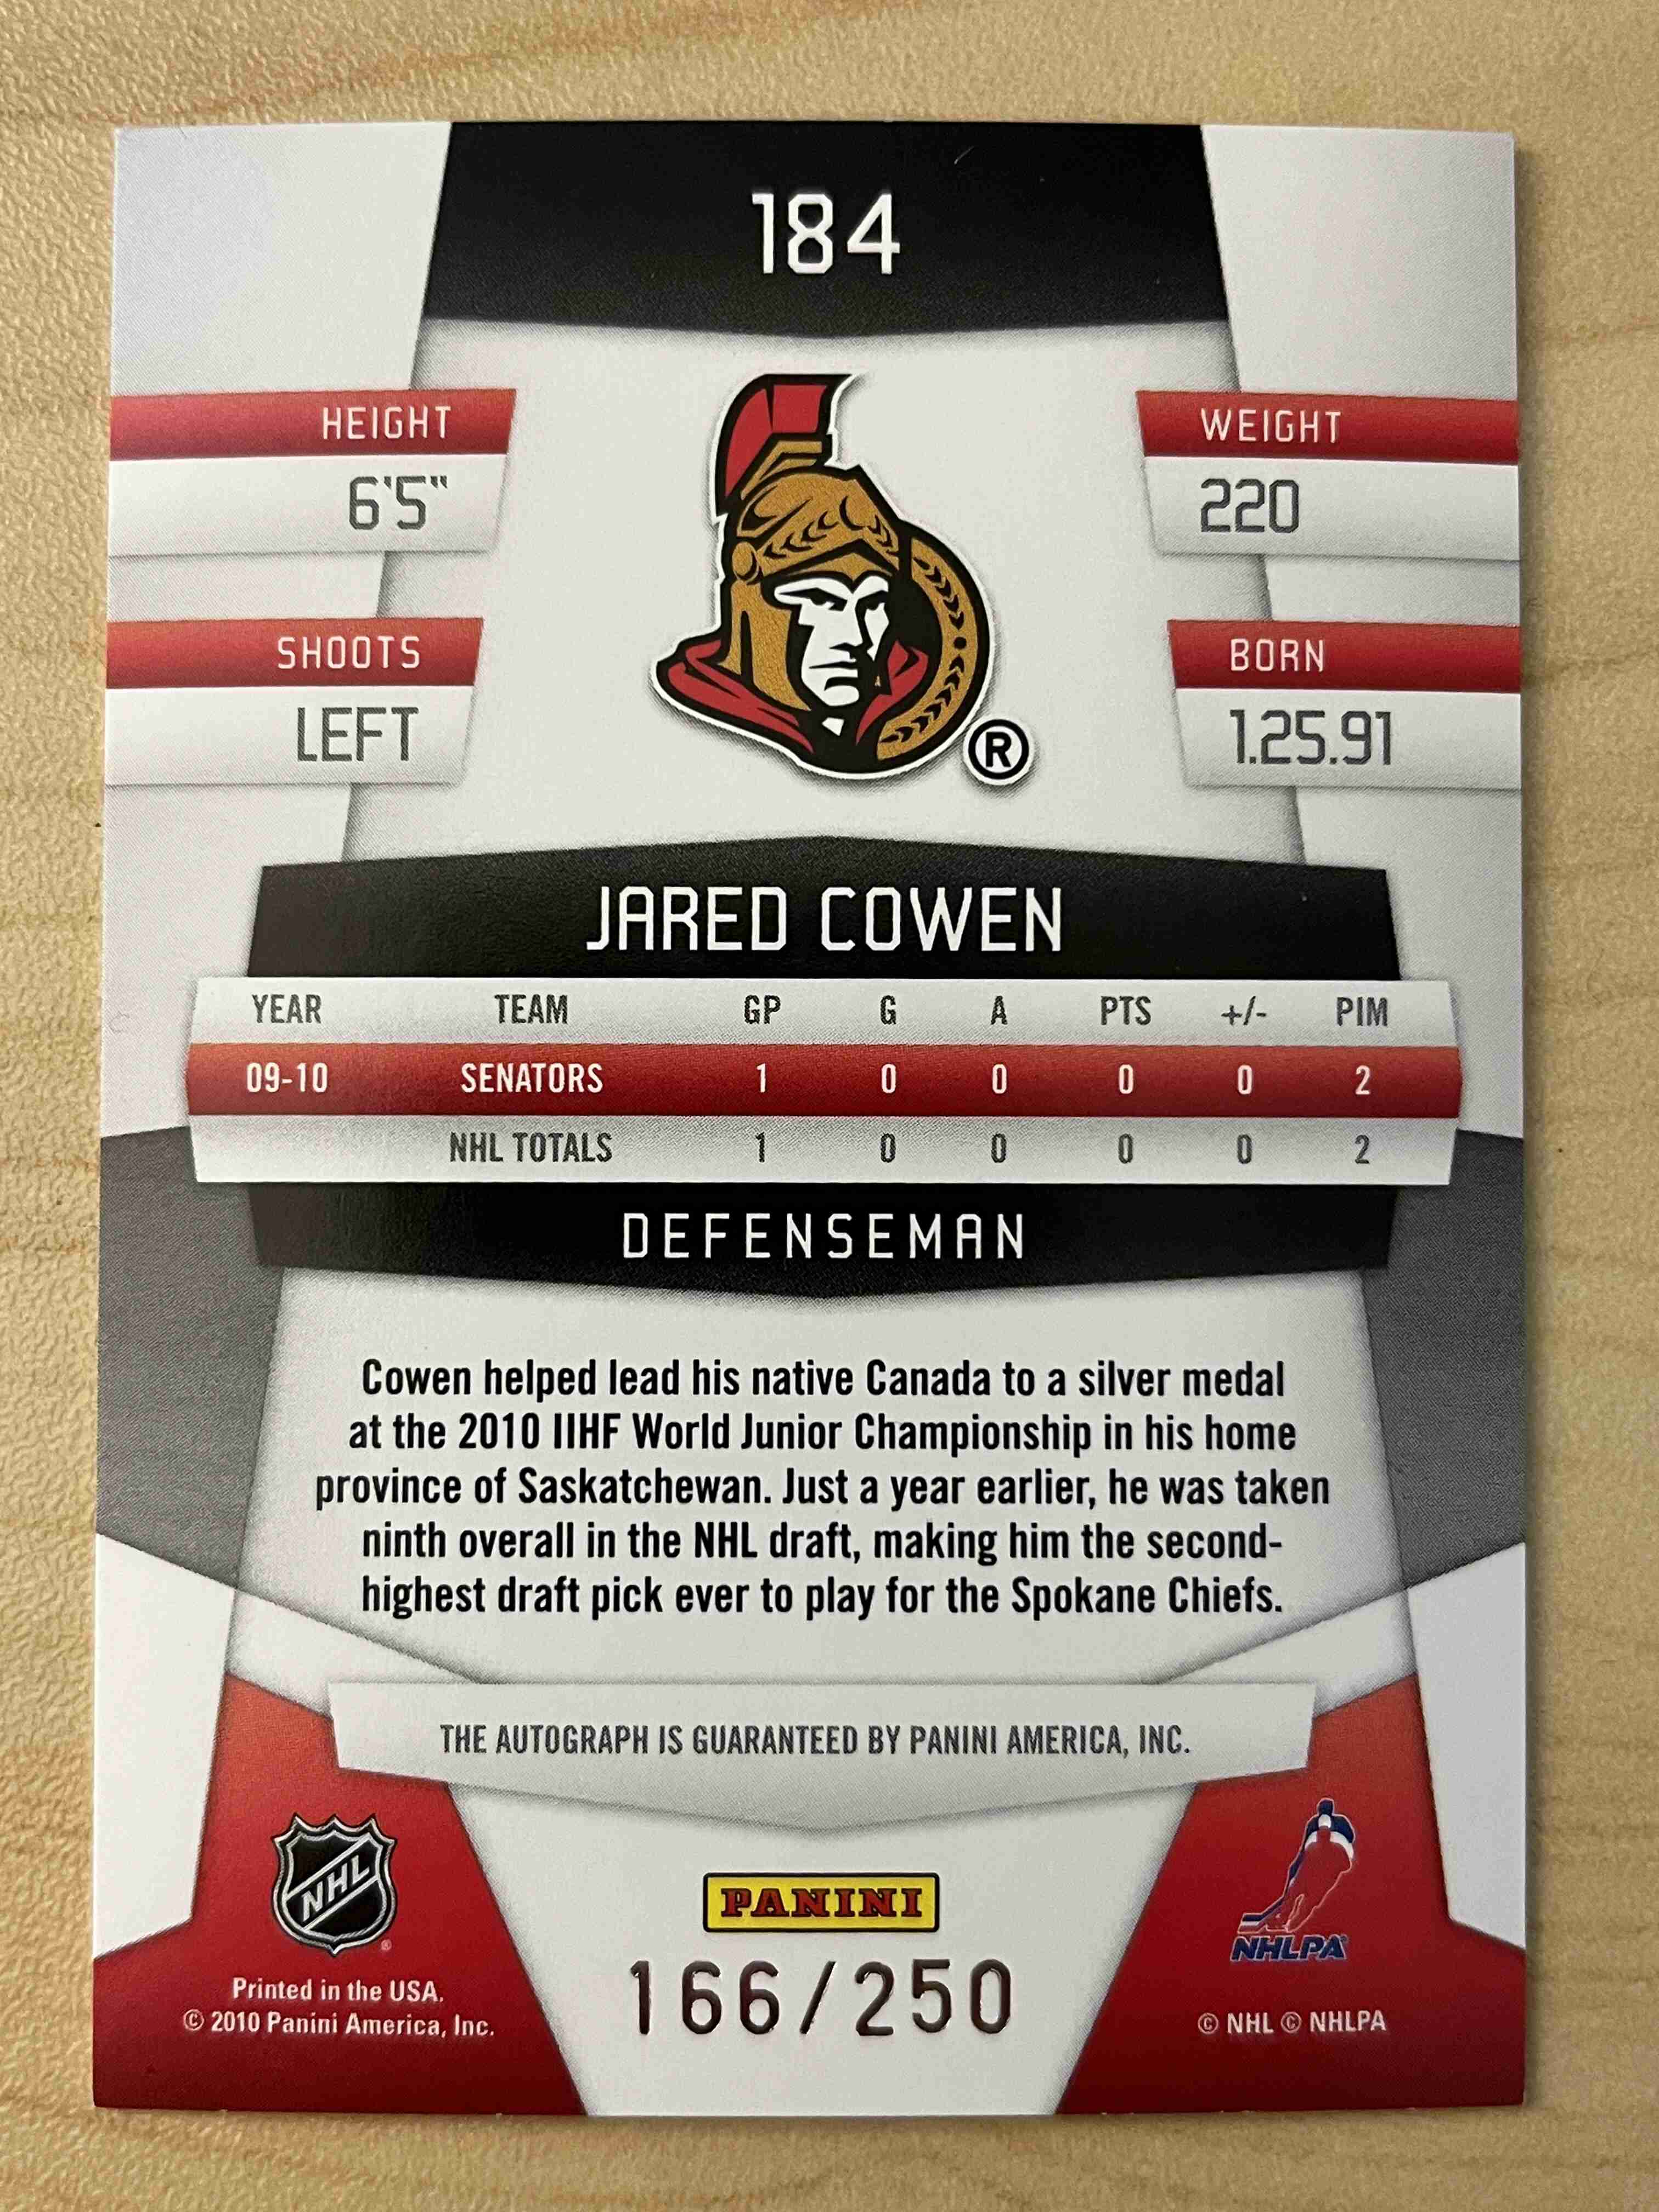 184
HEIGHT
6'5"
WEIGHT
220
SHOOTS
LEFT
BORN
1.25.91
®
JARED COWEN
YEAR TEAM GP G A PTS +/- PIM
09-10 SENATORS 1 0 0 0 0 2
NHL TOTALS 1 0 0 0 0 2
DEFENSEMAN
Cowen helped lead his native Canada to a silver medal
at the 2010 IIHF World Junior Championship in his home
province of Saskatchewan. Just a year earlier, he was taken
ninth overall in the NHL draft, making him the second-
highest draft pick ever to play for the Spokane Chiefs.
THE AUTOGRAPH IS GUARANTEED BY PANINI AMERICA, INC.
NHL
PANINI
NHLPA
166/250
Printed in the USA.
© 2010 Panini America, Inc.
© NHL © NHLPA